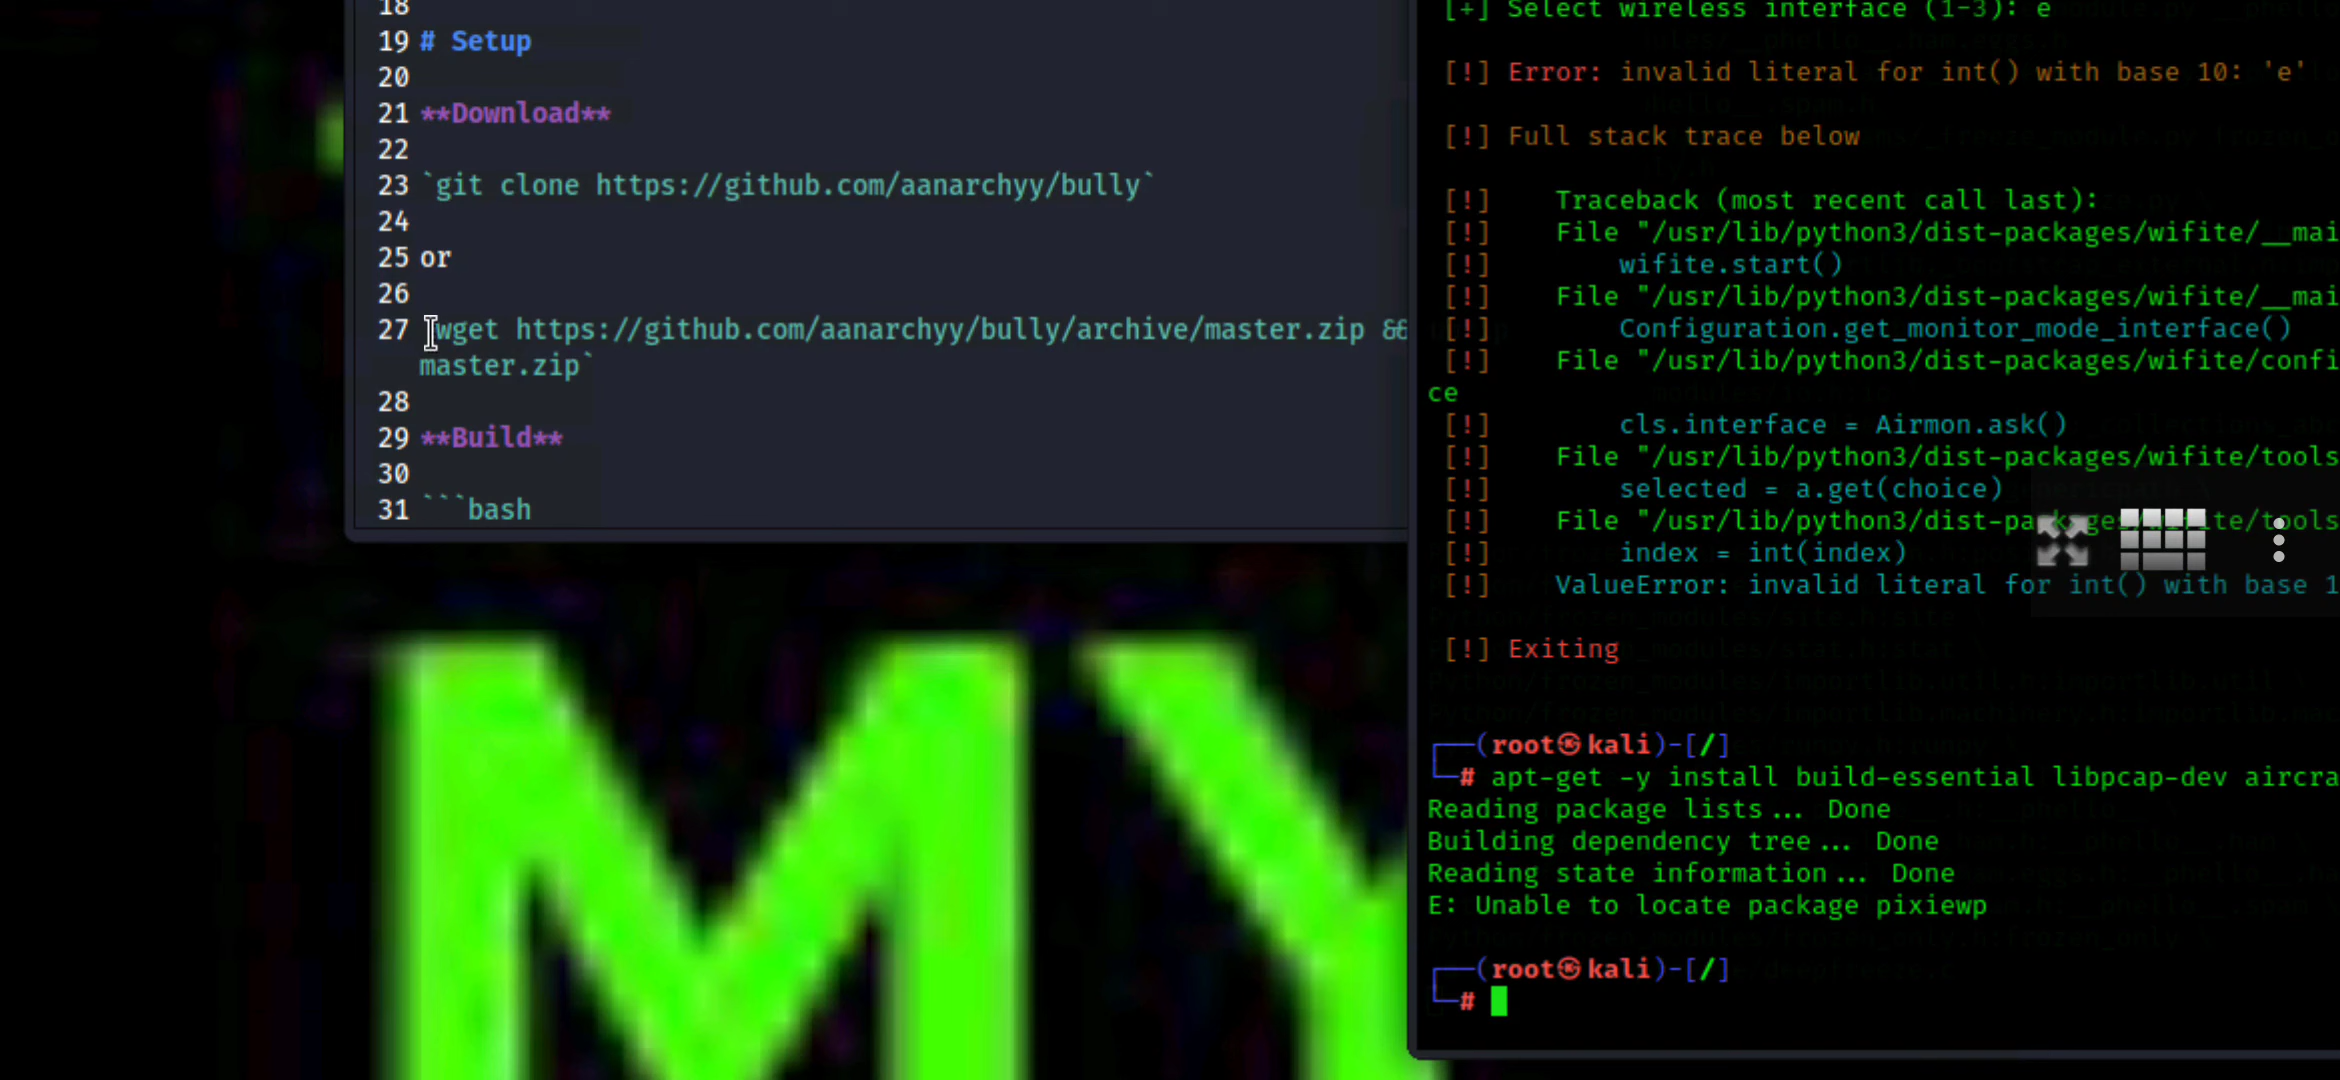 18
19 # Setup
20
21 **Download**
22
23 `git clone https://github.com/aanarchyy/bully`
24
25 or
26
27 `wget https://github.com/aanarchyy/bully/archive/master.zip &&
master.zip`
28
29 **Build**
30
31 ```bash
[+] Select wireless interface (1-3): e
[!] Error: invalid literal for int() with base 10: 'e'
[!] Full stack trace below
[!] Traceback (most recent call last):
[!] File "/usr/lib/python3/dist-packages/wifite/__mai
[!] wifite.start()
[!] File "/usr/lib/python3/dist-packages/wifite/__mai
[!] Configuration.get_monitor_mode_interface()
[!] File "/usr/lib/python3/dist-packages/wifite/confi
ce
[!] cls.interface = Airmon.ask()
[!] File "/usr/lib/python3/dist-packages/wifite/tools
[!] selected = a.get(choice)
[!] File "/usr/lib/python3/dist-packages/wifite/tools
[!] index = int(index)
[!] ValueError: invalid literal for int() with base 1
[!] Exiting
┌──(root㉿kali)-[/]
└─# apt-get -y install build-essential libpcap-dev aircra
Reading package lists... Done
Building dependency tree... Done
Reading state information... Done
E: Unable to locate package pixiewp
┌──(root㉿kali)-[/]
└─#
M